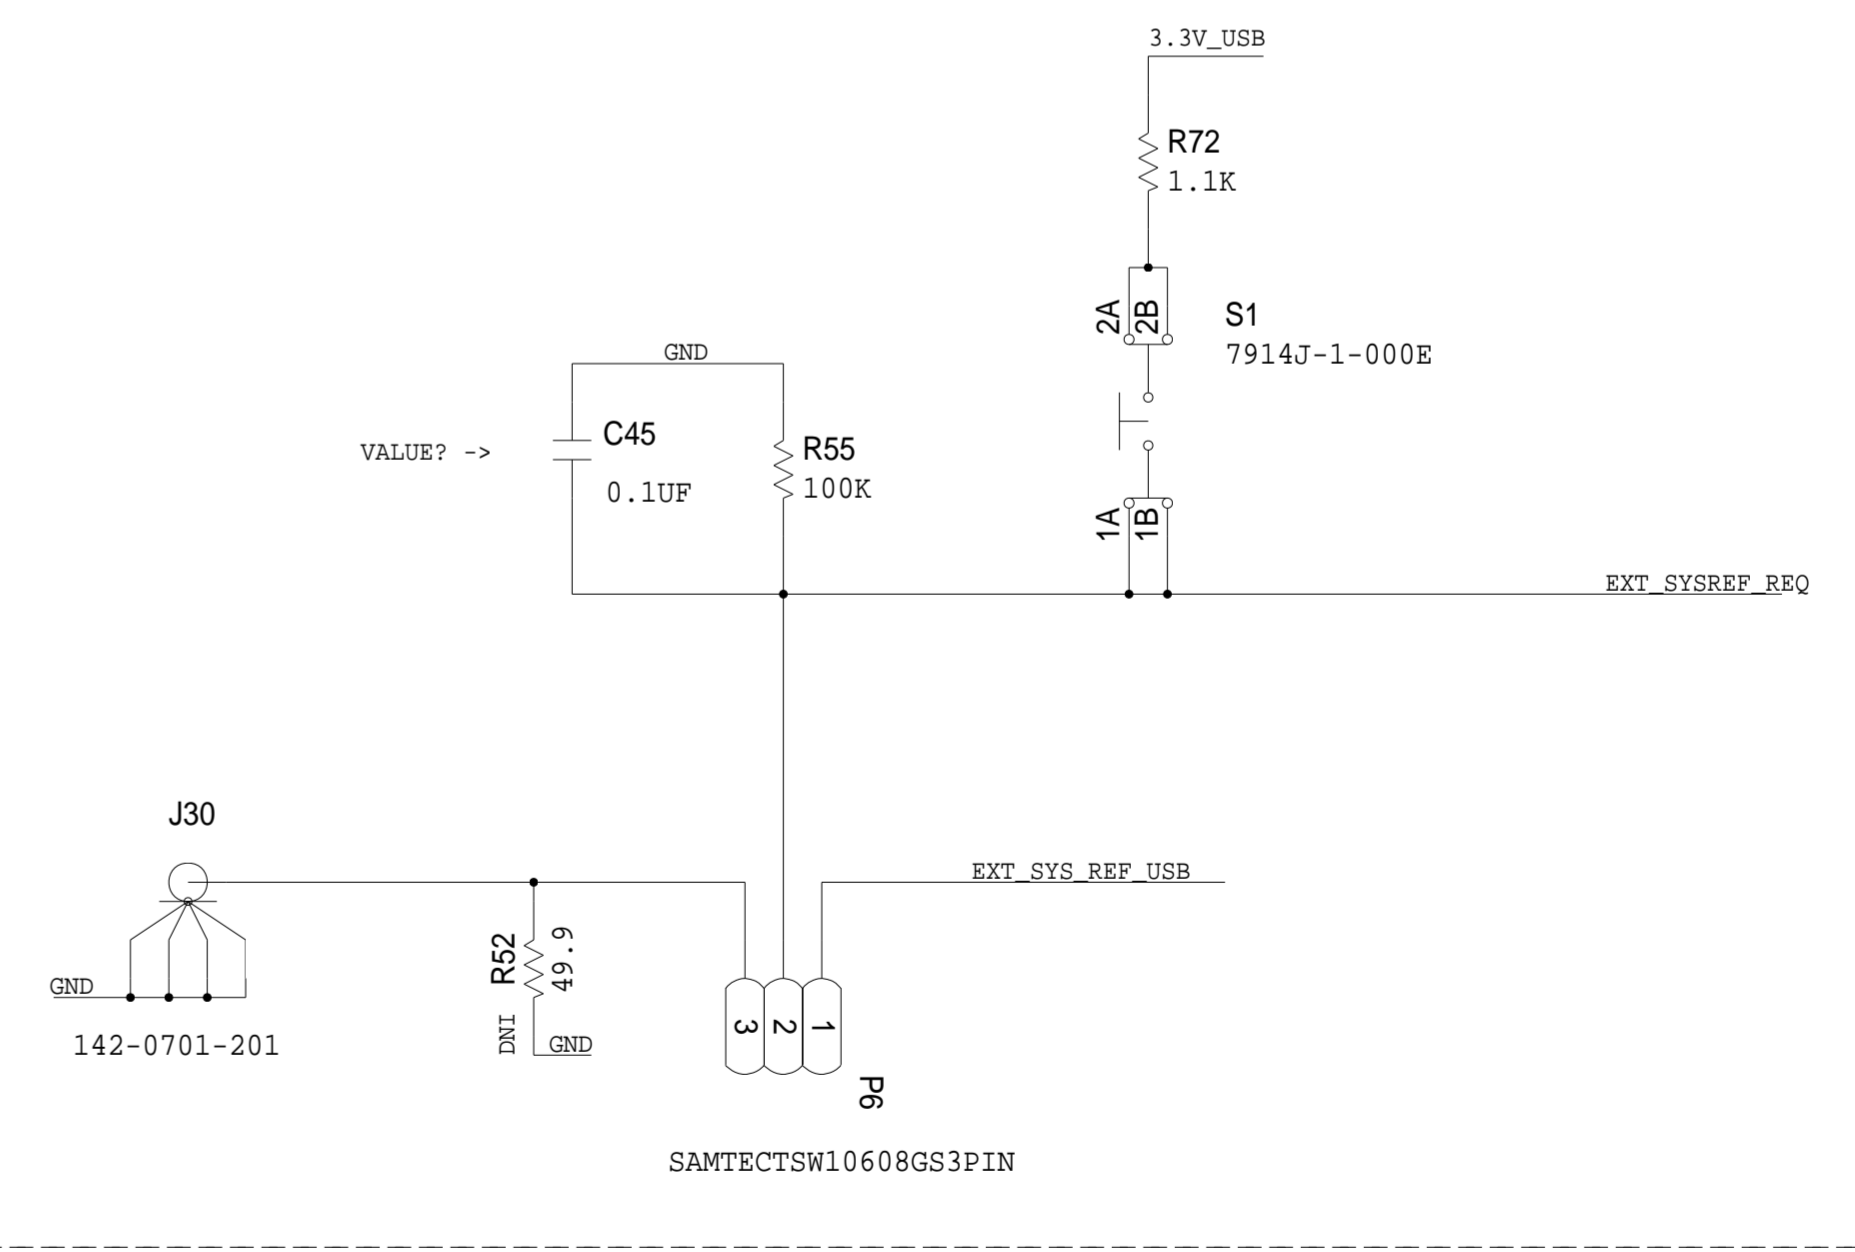 3.3V_USB
R72
1.1K
2A
2B
S1
7914J-1-000E
GND
C45
0.1UF
VALUE? ->
R55
100K
1A
1B
EXT_SYSREF_REQ
J30
EXT_SYS_REF_USB
R52
49.9
DNI
GND
GND
142-0701-201
3
2
1
P6
SAMTECTSW10608GS3PIN